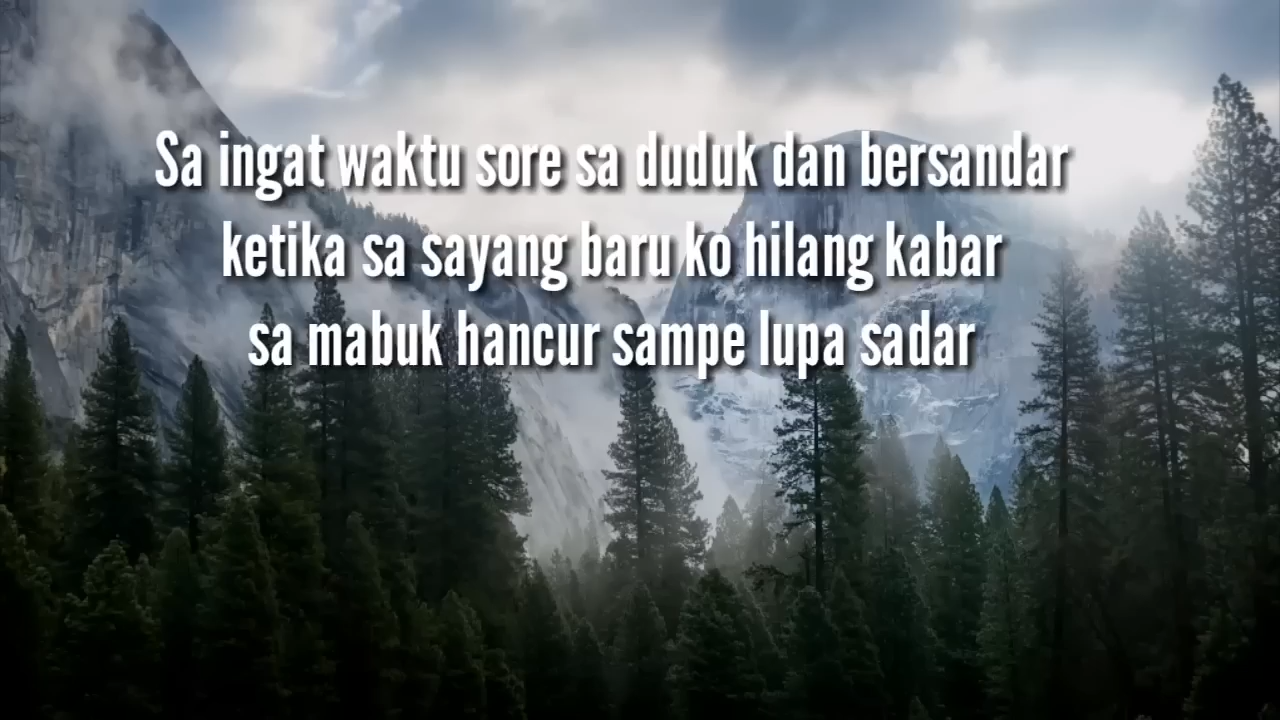 Sa ingat waktu sore sa duduk dan bersandar
ketika sa sayang baru ko hilang kabar
sa mabuk hancur sampe lupa sadar